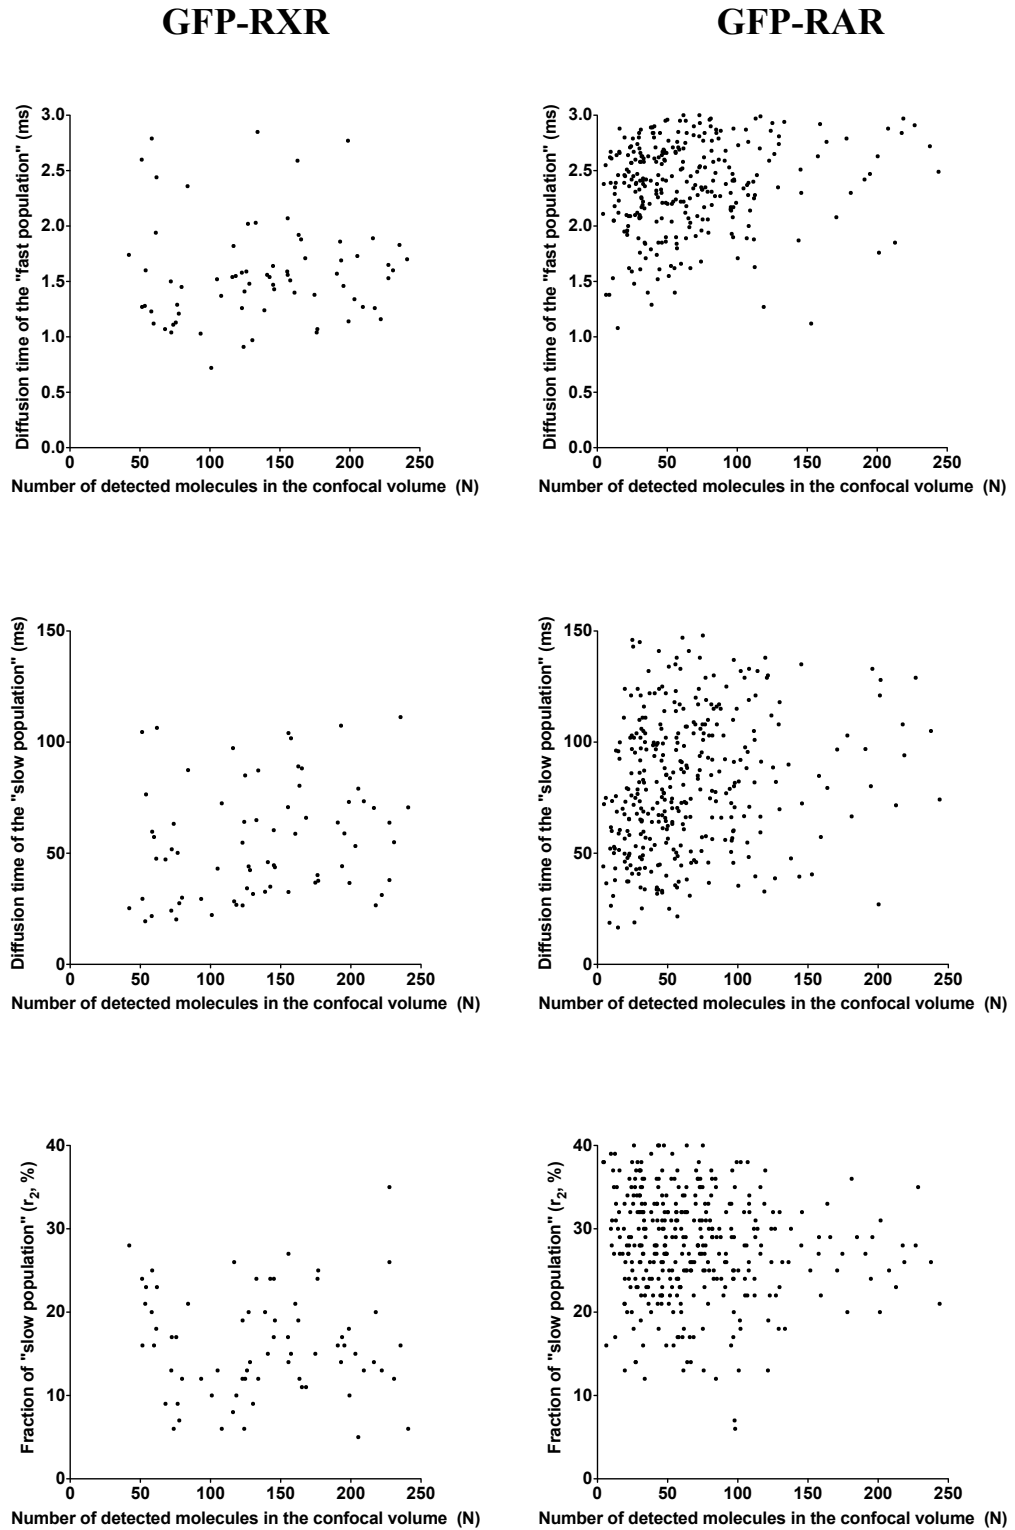 GFP-RXR
GFP-RAR
Diffusion time of the "fast population" (ms)
3.0
2.5
2.0
1.5
1.0
0.5
0.0
0 50 100 150 200 250
Number of detected molecules in the confocal volume (N)
Diffusion time of the "fast population" (ms)
3.0
2.5
2.0
1.5
1.0
0.5
0.0
0 50 100 150 200 250
Number of detected molecules in the confocal volume (N)
Diffusion time of the "slow population" (ms)
150
100
50
0
0 50 100 150 200 250
Number of detected molecules in the confocal volume (N)
Diffusion time of the "slow population" (ms)
150
100
50
0
0 50 100 150 200 250
Number of detected molecules in the confocal volume (N)
Fraction of "slow population" (r₂, %)
40
30
20
10
0
0 50 100 150 200 250
Number of detected molecules in the confocal volume (N)
Fraction of "slow population" (r₂, %)
40
30
20
10
0
0 50 100 150 200 250
Number of detected molecules in the confocal volume (N)